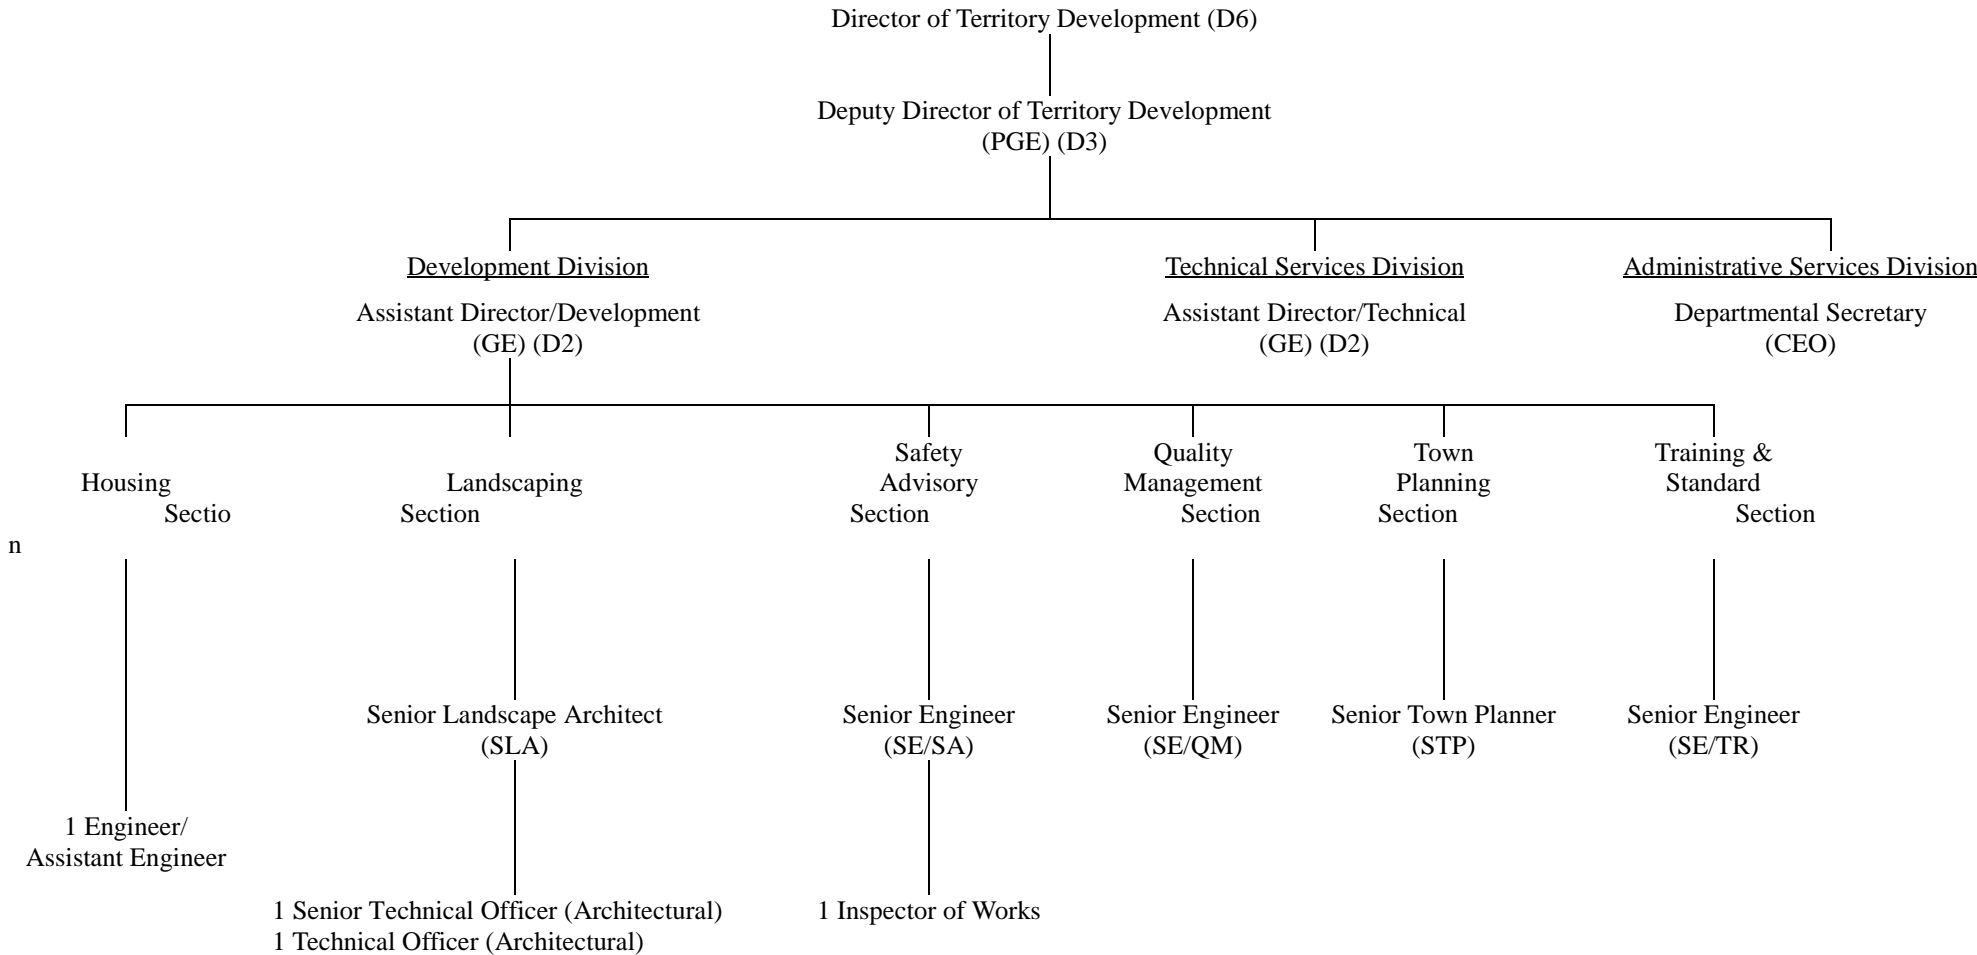 Director of Territory Development (D6)
Deputy Director of Territory Development
(PGE) (D3)
Development Division
Technical Services Division
Administrative Services Division
Assistant Director/Development
(GE) (D2)
Assistant Director/Technical
(GE) (D2)
Departmental Secretary
(CEO)
Housing
Sectio
n
Landscaping
Section
Safety
Advisory
Section
Quality
Management
Section
Town
Planning
Section
Training &
Standard
Section
Senior Landscape Architect
(SLA)
Senior Engineer
(SE/SA)
Senior Engineer
(SE/QM)
Senior Town Planner
(STP)
Senior Engineer
(SE/TR)
1 Engineer/
Assistant Engineer
1 Senior Technical Officer (Architectural)
1 Technical Officer (Architectural)
1 Inspector of Works